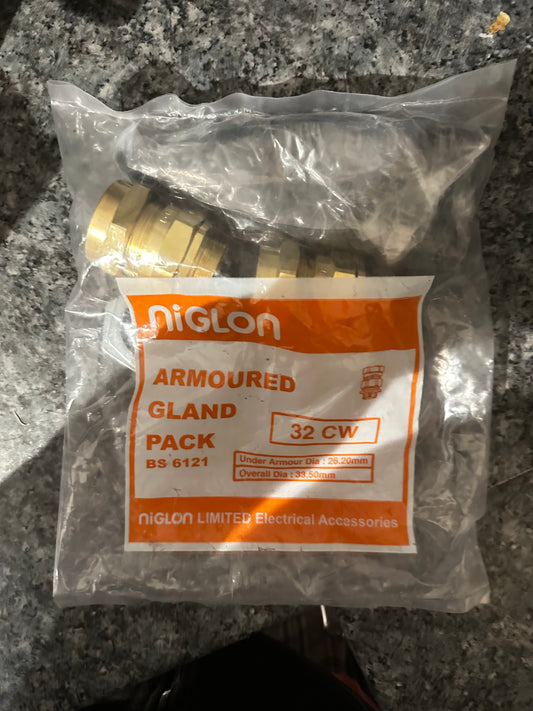 NiGLON
ARMOURED
GLAND
PACK
BS 6121
32 CW
Under Armour Dia : 26.20mm
Overall Dia : 33.50mm
NiGLON LIMITED Electrical Accessories